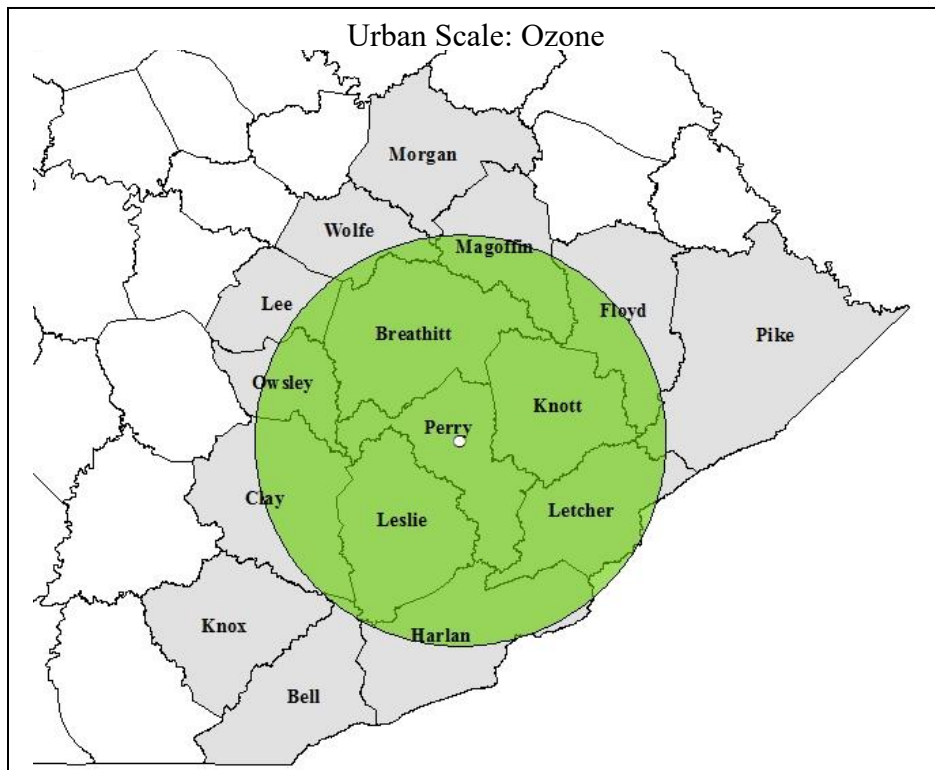 Urban Scale: Ozone
Morgan
Wolfe
Magoffin
Lee
Floyd
Breathitt
Pike
Owsley
Knott
Perry
Clay
Leslie
Letcher
Knox
Harlan
Bell